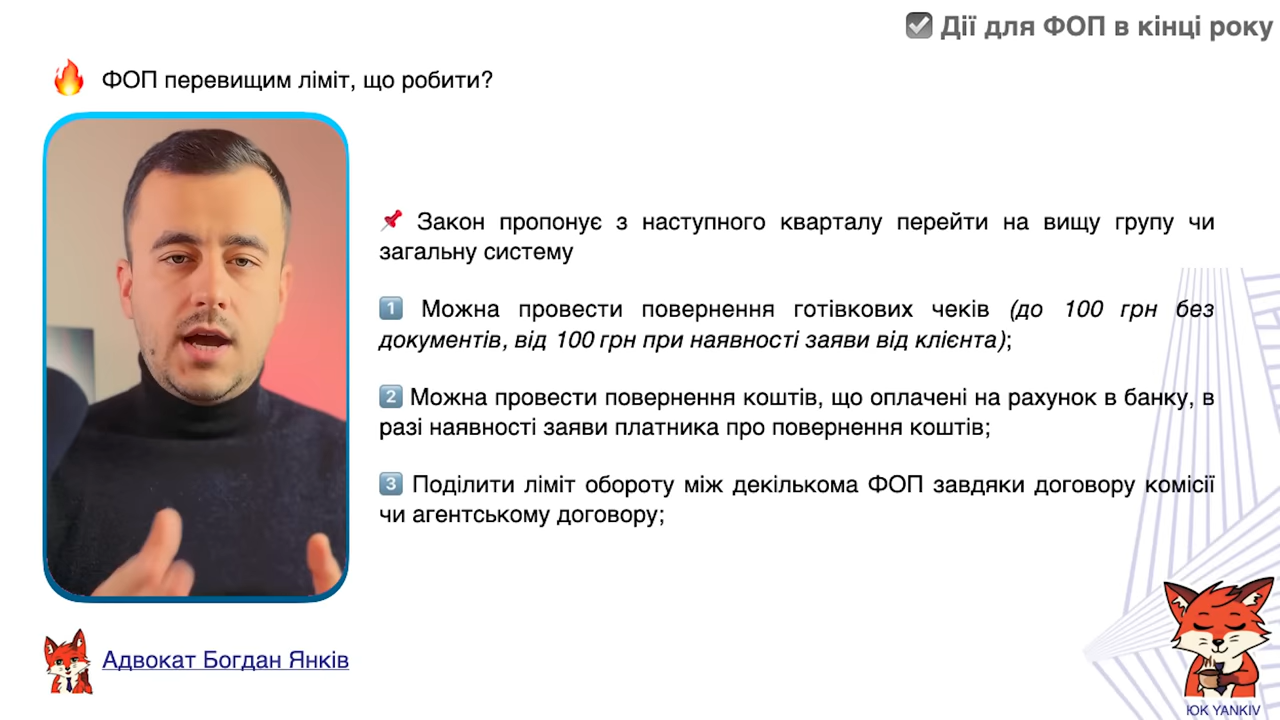 ☑ Дії для ФОП в кінці року
🔥 ФОП перевищим ліміт, що робити?
📌 Закон пропонує з наступного кварталу перейти на вищу групу чи
загальну систему
1️⃣ Можна провести повернення готівкових чеків (до 100 грн без
документів, від 100 грн при наявності заяви від клієнта);
2️⃣ Можна провести повернення коштів, що оплачені на рахунок в банку, в
разі наявності заяви платника про повернення коштів;
3️⃣ Поділити ліміт обороту між декількома ФОП завдяки договору комісії
чи агентському договору;
Адвокат Богдан Янків
ЮК YANKIV